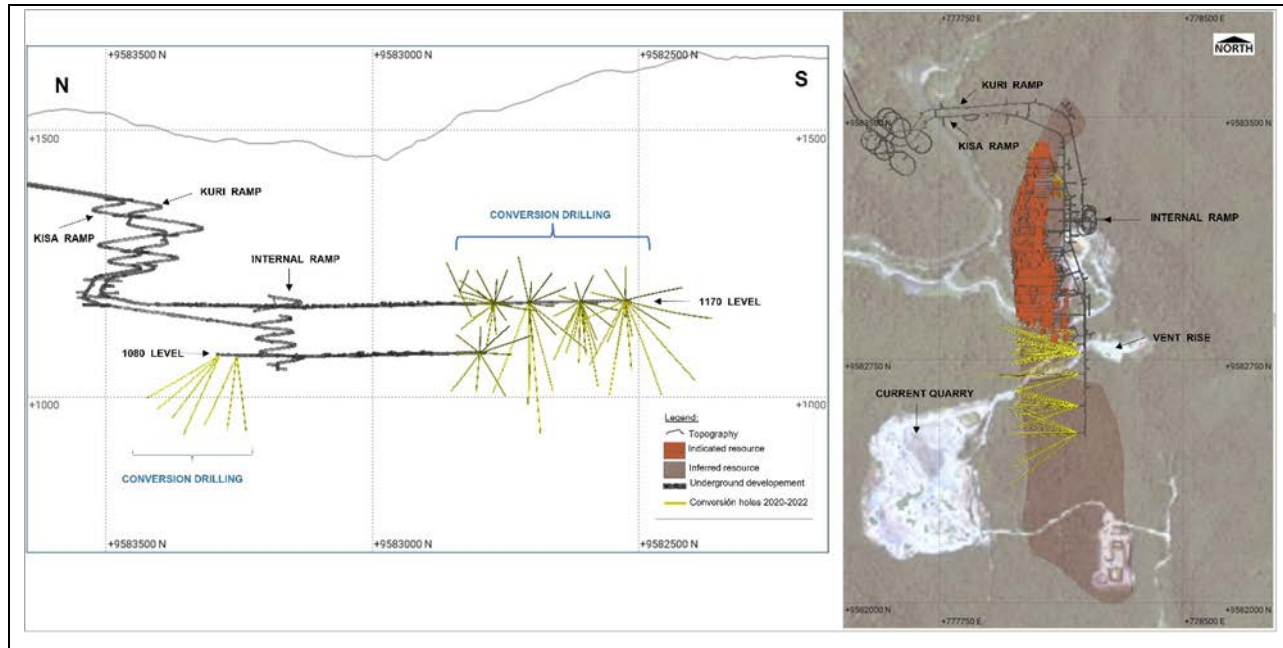 +9583500 N
+9583000 N
+9582500 N
N
S
+1500
+1500
KURI RAMP
KISA RAMP
CONVERSION DRILLING
INTERNAL RAMP
1170 LEVEL
1080 LEVEL
+1000
+1000
CONVERSION DRILLING
Legend:
Topography
Indicated resource
Inferred resource
Underground developement
Conversión holes 2020-2022
+9583500 N
+9583000 N
+9582500 N
+777750 E
+778500 E
NORTH
KURI RAMP
+9583500 N
+9583500 N
KISA RAMP
INTERNAL RAMP
VENT RISE
+9582750 N
+9582750 N
CURRENT QUARRY
+9582000 N
+9582000 N
+777750 E
+778500 E